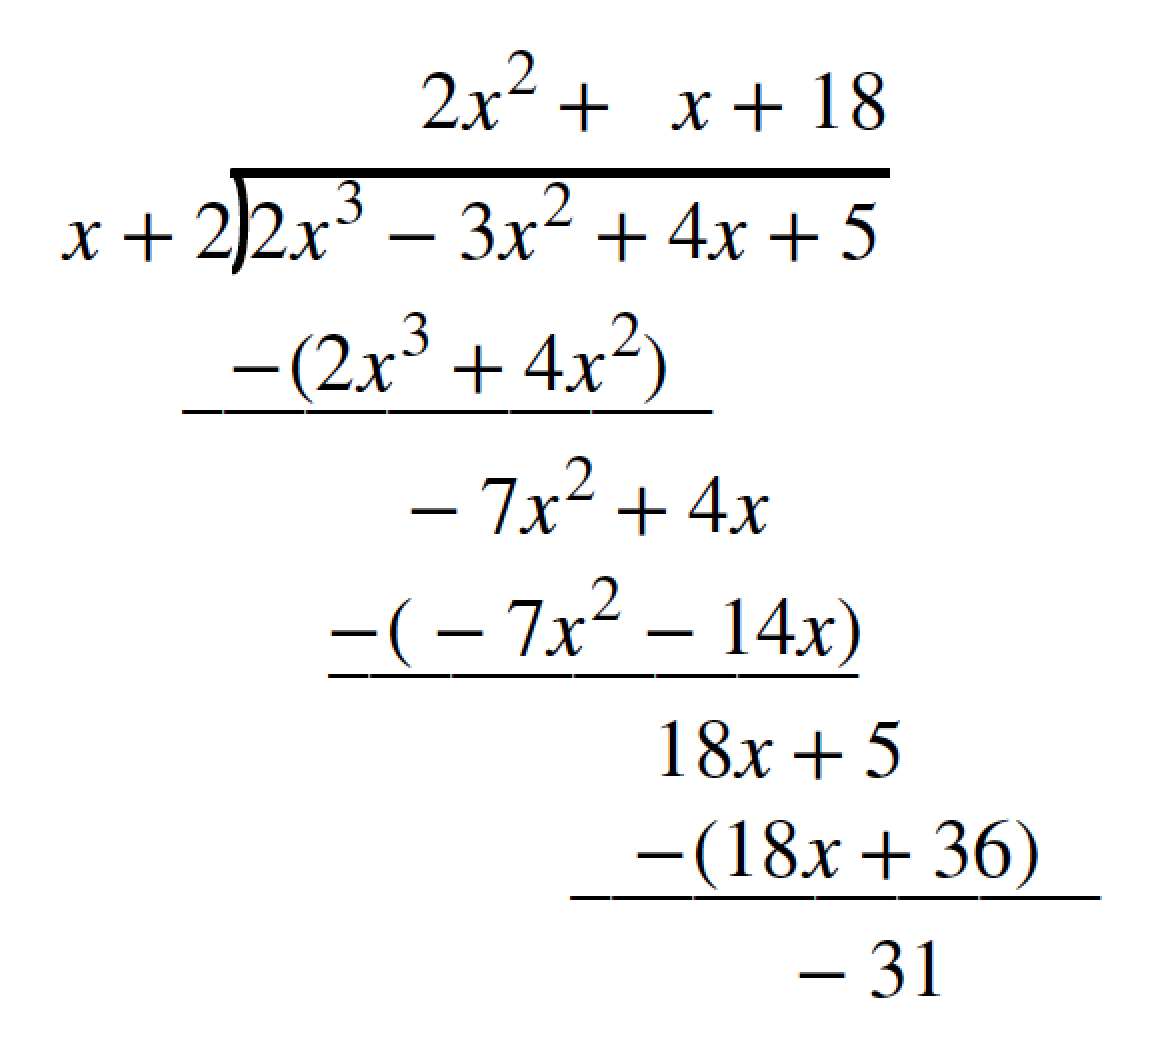 2x² + x + 18
x + 2)2x³ − 3x² + 4x + 5
−(2x³ + 4x²)
− 7x² + 4x
−( − 7x² − 14x)
18x + 5
−(18x + 36)
− 31